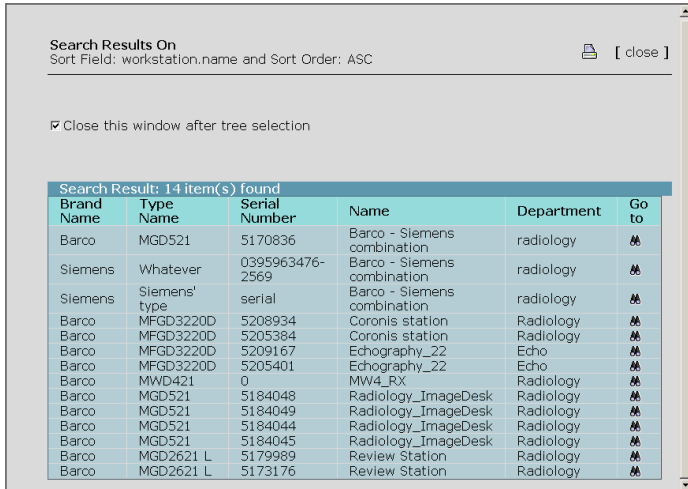 Search Results On
Sort Field: workstation.name and Sort Order: ASC
[ close ]
Close this window after tree selection
Search Result: 14 item(s) found
Brand Name Type Name Serial Number Name Department Go to
Barco MGD521 5170836 Barco - Siemens combination radiology
Siemens Whatever 0395963476-2569 Barco - Siemens combination radiology
Siemens Siemens' type serial Barco - Siemens combination radiology
Barco MFGD3220D 5208934 Coronis station Radiology
Barco MFGD3220D 5205384 Coronis station Radiology
Barco MFGD3220D 5209167 Echography_22 Echo
Barco MFGD3220D 5205401 Echography_22 Echo
Barco MWD421 0 MW4_RX Radiology
Barco MGD521 5184048 Radiology_ImageDesk Radiology
Barco MGD521 5184049 Radiology_ImageDesk Radiology
Barco MGD521 5184044 Radiology_ImageDesk Radiology
Barco MGD521 5184045 Radiology_ImageDesk Radiology
Barco MGD2621 L 5179989 Review Station Radiology
Barco MGD2621 L 5173176 Review Station Radiology